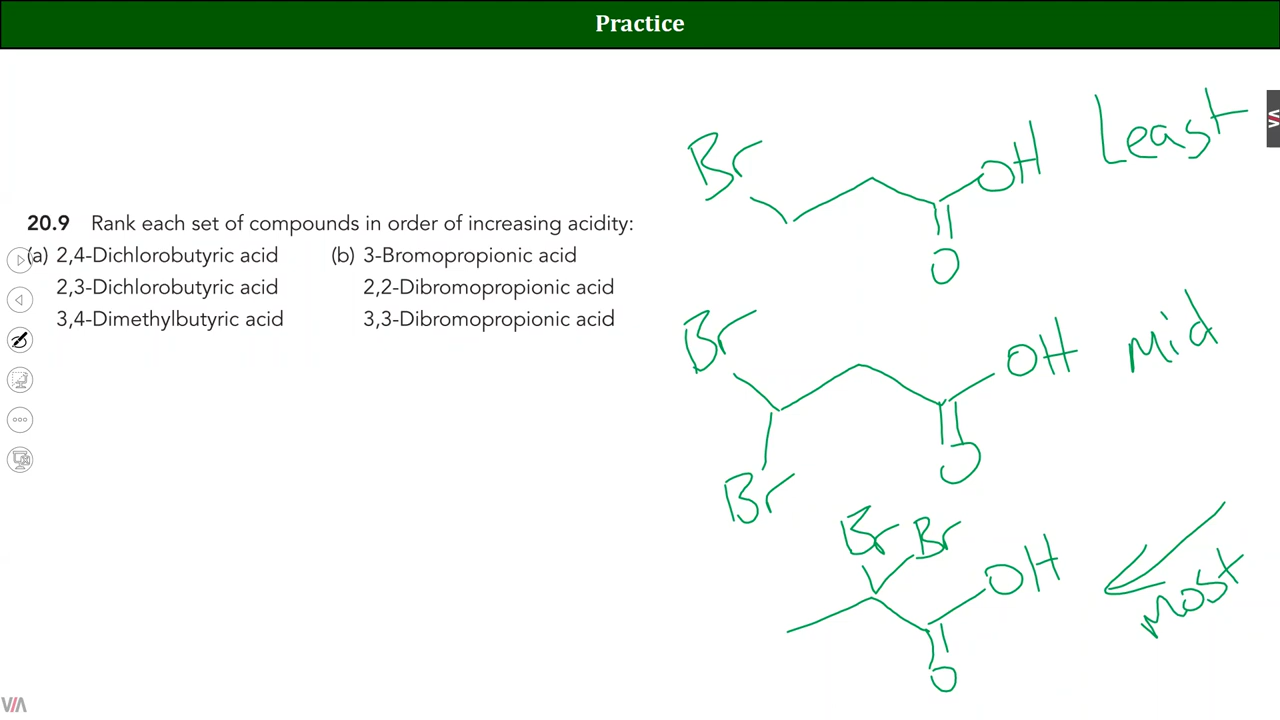 Practice
20.9 Rank each set of compounds in order of increasing acidity:
(a) 2,4-Dichlorobutyric acid (b) 3-Bromopropionic acid
2,3-Dichlorobutyric acid 2,2-Dibromopropionic acid
3,4-Dimethylbutyric acid 3,3-Dibromopropionic acid
Br OH Least
O
Br OH Mid
O
Br
Br Br
OH most
O
VIA